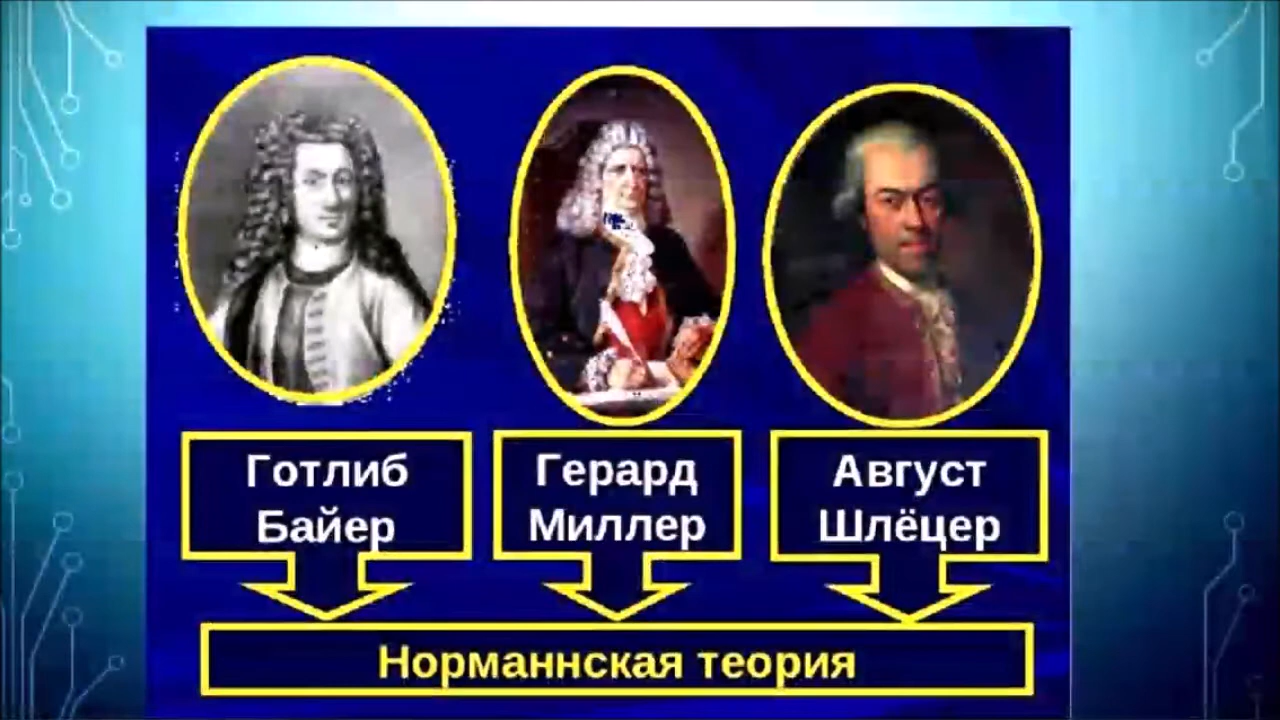 Готлиб
Байер
Герард
Миллер
Август
Шлёцер
Норманнская теория